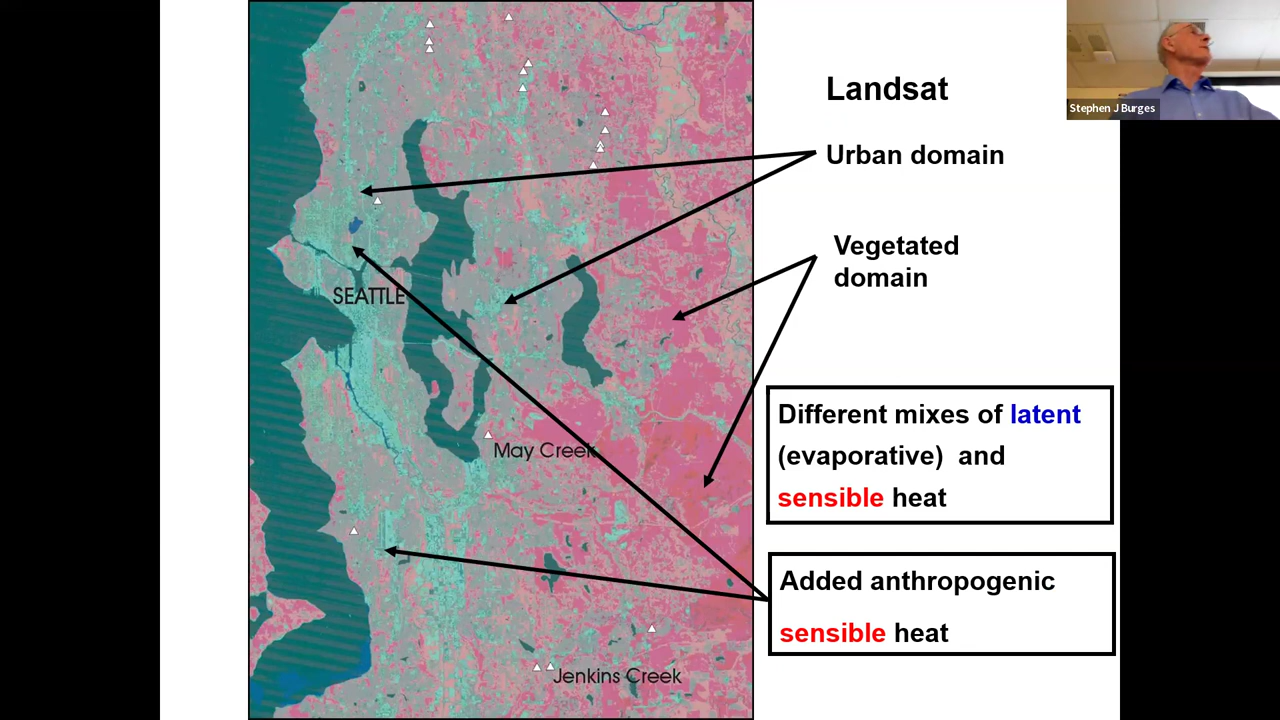 Landsat
Stephen J Burges
Urban domain
Vegetated
domain
SEATTLE
Different mixes of latent
(evaporative) and
sensible heat
May Creek
Added anthropogenic
sensible heat
Jenkins Creek